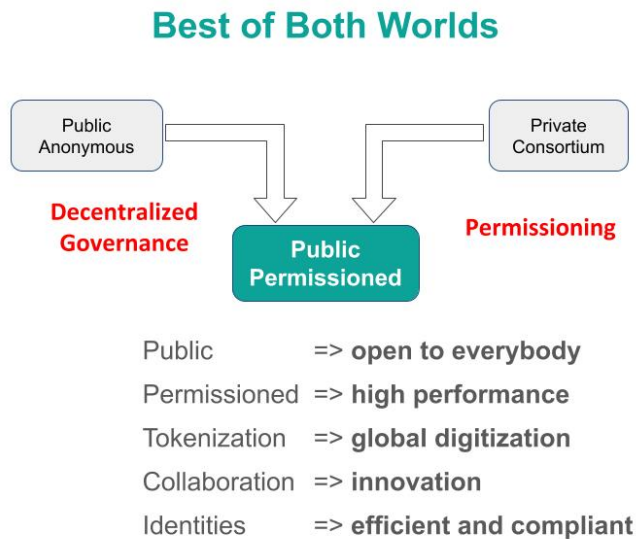 Best of Both Worlds
Public
Anonymous
Private
Consortium
Decentralized
Governance
Permissioning
Public
Permissioned
Public => open to everybody
Permissioned => high performance
Tokenization => global digitization
Collaboration => innovation
Identities => efficient and compliant